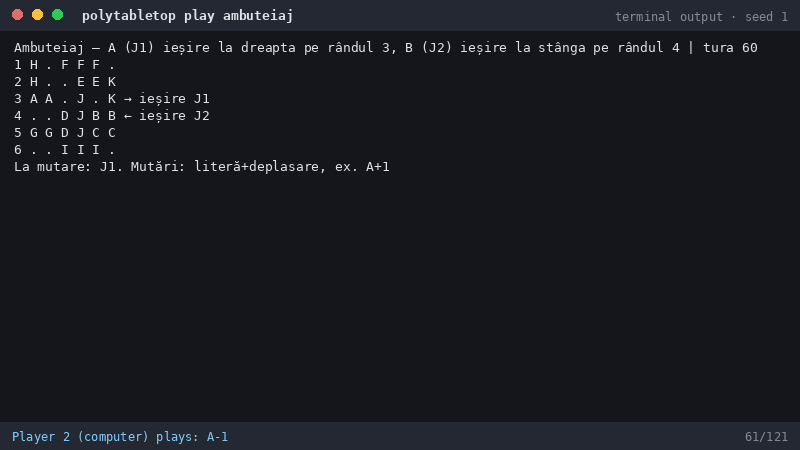 polytabletop play ambuteiaj
terminal output · seed 1
Ambuteiaj — A (J1) ieșire la dreapta pe rândul 3, B (J2) ieșire la stânga pe rândul 4 | tura 60
1 H . F F F .
2 H . . E E K
3 A A . J . K → ieșire J1
4 . . D J B B ← ieșire J2
5 G G D J C C
6 . . I I I .
La mutare: J1. Mutări: literă+deplasare, ex. A+1
Player 2 (computer) plays: A-1
61/121